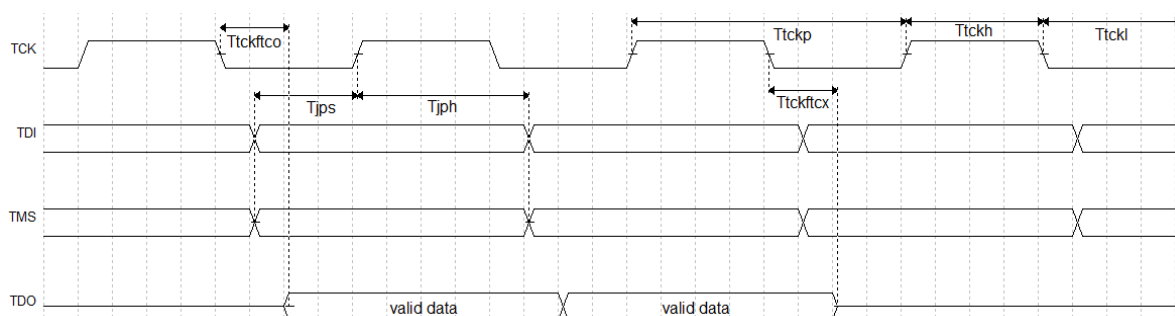 Ttckftco
Ttckp
Ttckh
Ttckl
TCK
Tjps
Tjph
Ttckftcx
TDI
TMS
TDO
valid data
valid data